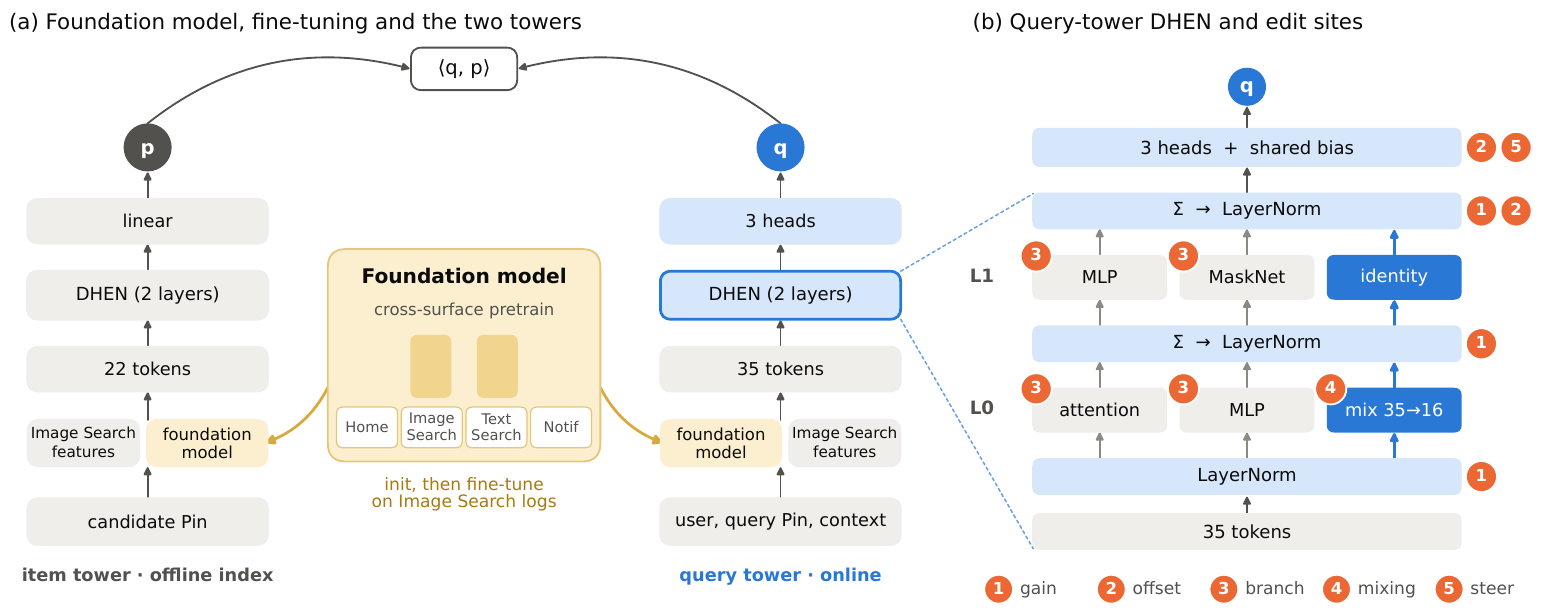 (a) Foundation model, fine-tuning and the two towers
⟨q, p⟩
p
q
linear
3 heads
DHEN (2 layers)
DHEN (2 layers)
22 tokens
35 tokens
Image Search
features
foundation
model
Foundation model
cross-surface pretrain
Home
Image
Search
Text
Search
Notif
init, then fine-tune
on Image Search logs
foundation
model
Image Search
features
candidate Pin
user, query Pin, context
item tower · offline index
query tower · online
(b) Query-tower DHEN and edit sites
q
3 heads + shared bias
2 5
Σ → LayerNorm
1 2
L1
3 MLP
3 MaskNet
identity
Σ → LayerNorm
1
L0
3 attention
3 MLP
4 mix 35→16
LayerNorm
1
35 tokens
1 gain 2 offset 3 branch 4 mixing 5 steer